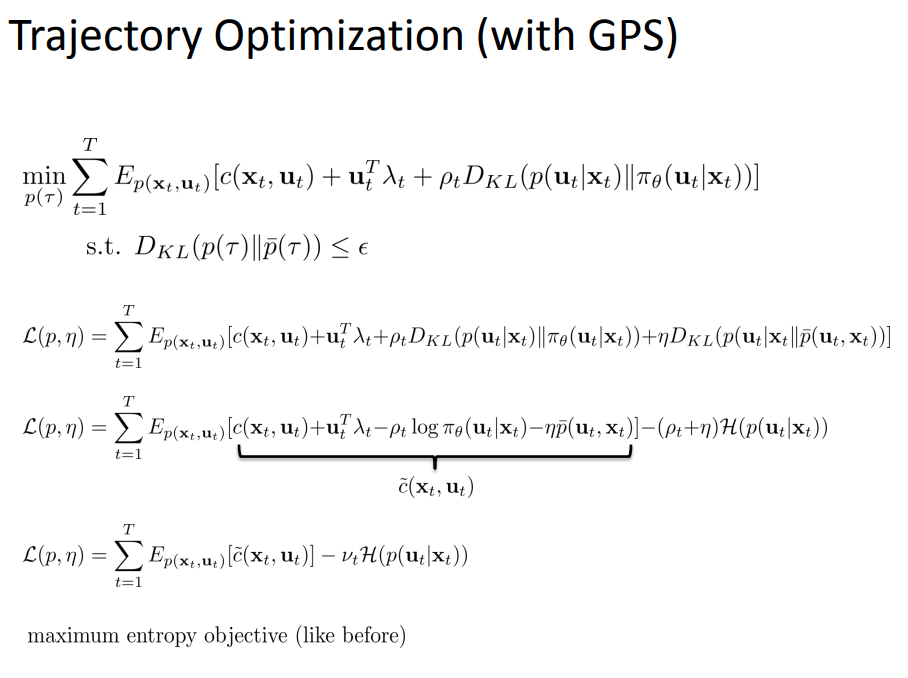 Trajectory Optimization (with GPS)
\min_{p(\tau)} \sum_{t=1}^{T} E_{p(\mathbf{x}_t,\mathbf{u}_t)}[c(\mathbf{x}_t,\mathbf{u}_t) + \mathbf{u}_t^T \lambda_t + \rho_t D_{KL}(p(\mathbf{u}_t|\mathbf{x}_t)\|\pi_\theta(\mathbf{u}_t|\mathbf{x}_t))]
s.t. D_{KL}(p(\tau)\|\bar{p}(\tau)) \leq \epsilon
\mathcal{L}(p,\eta) = \sum_{t=1}^{T} E_{p(\mathbf{x}_t,\mathbf{u}_t)}[c(\mathbf{x}_t,\mathbf{u}_t)+\mathbf{u}_t^T \lambda_t+\rho_t D_{KL}(p(\mathbf{u}_t|\mathbf{x}_t)\|\pi_\theta(\mathbf{u}_t|\mathbf{x}_t))+\eta D_{KL}(p(\mathbf{u}_t|\mathbf{x}_t\|\bar{p}(\mathbf{u}_t,\mathbf{x}_t))]
\mathcal{L}(p,\eta) = \sum_{t=1}^{T} E_{p(\mathbf{x}_t,\mathbf{u}_t)}[c(\mathbf{x}_t,\mathbf{u}_t)+\mathbf{u}_t^T \lambda_t-\rho_t \log \pi_\theta(\mathbf{u}_t|\mathbf{x}_t)-\eta\bar{p}(\mathbf{u}_t,\mathbf{x}_t)]-(\rho_t+\eta)\mathcal{H}(p(\mathbf{u}_t|\mathbf{x}_t))
\tilde{c}(\mathbf{x}_t,\mathbf{u}_t)
\mathcal{L}(p,\eta) = \sum_{t=1}^{T} E_{p(\mathbf{x}_t,\mathbf{u}_t)}[\tilde{c}(\mathbf{x}_t,\mathbf{u}_t)] - \nu_t \mathcal{H}(p(\mathbf{u}_t|\mathbf{x}_t))
maximum entropy objective (like before)